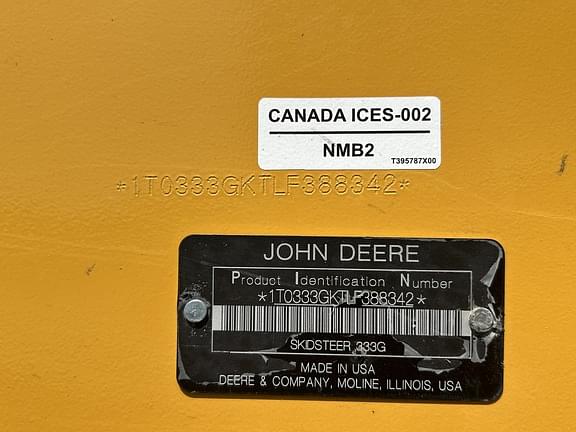 CANADA ICES-002
NMB2
T395787X00
*1T0333GKTLF388342*
JOHN DEERE
Product Identification Number
*1T0333GKTLF388342*
SKIDSTEER 333G
MADE IN USA
DEERE & COMPANY, MOLINE, ILLINOIS, USA